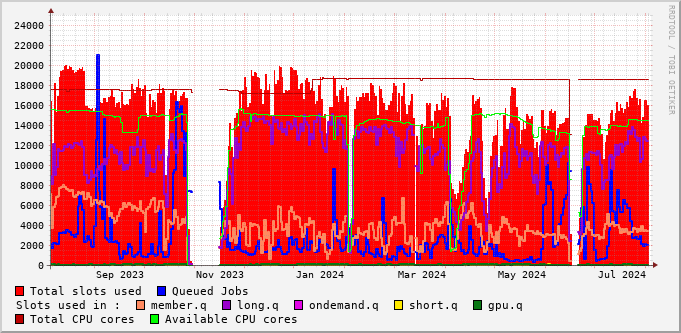 24000
22000
20000
18000
16000
14000
12000
10000
8000
6000
4000
2000
0
Sep 2023 Nov 2023 Jan 2024 Mar 2024 May 2024 Jul 2024
RRDTOOL / TOBI OETIKER
Total slots used Queued Jobs
Slots used in : member.q long.q ondemand.q short.q gpu.q
Total CPU cores Available CPU cores